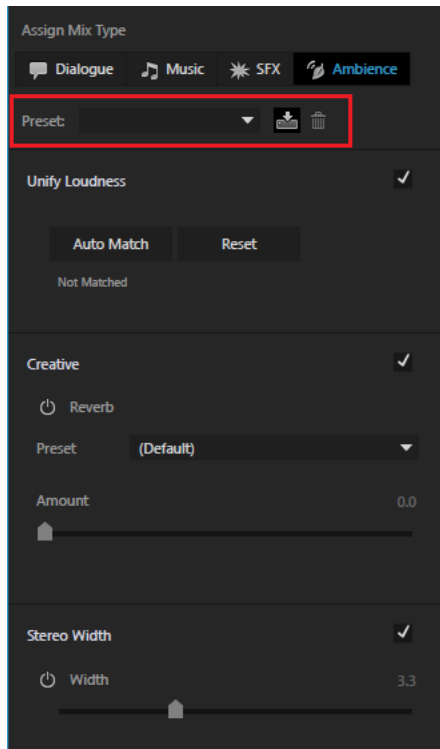 Assign Mix Type
Dialogue Music SFX Ambience
Preset:
Unify Loudness
Auto Match Reset
Not Matched
Creative
Reverb
Preset (Default)
Amount 0.0
Stereo Width
Width 3.3